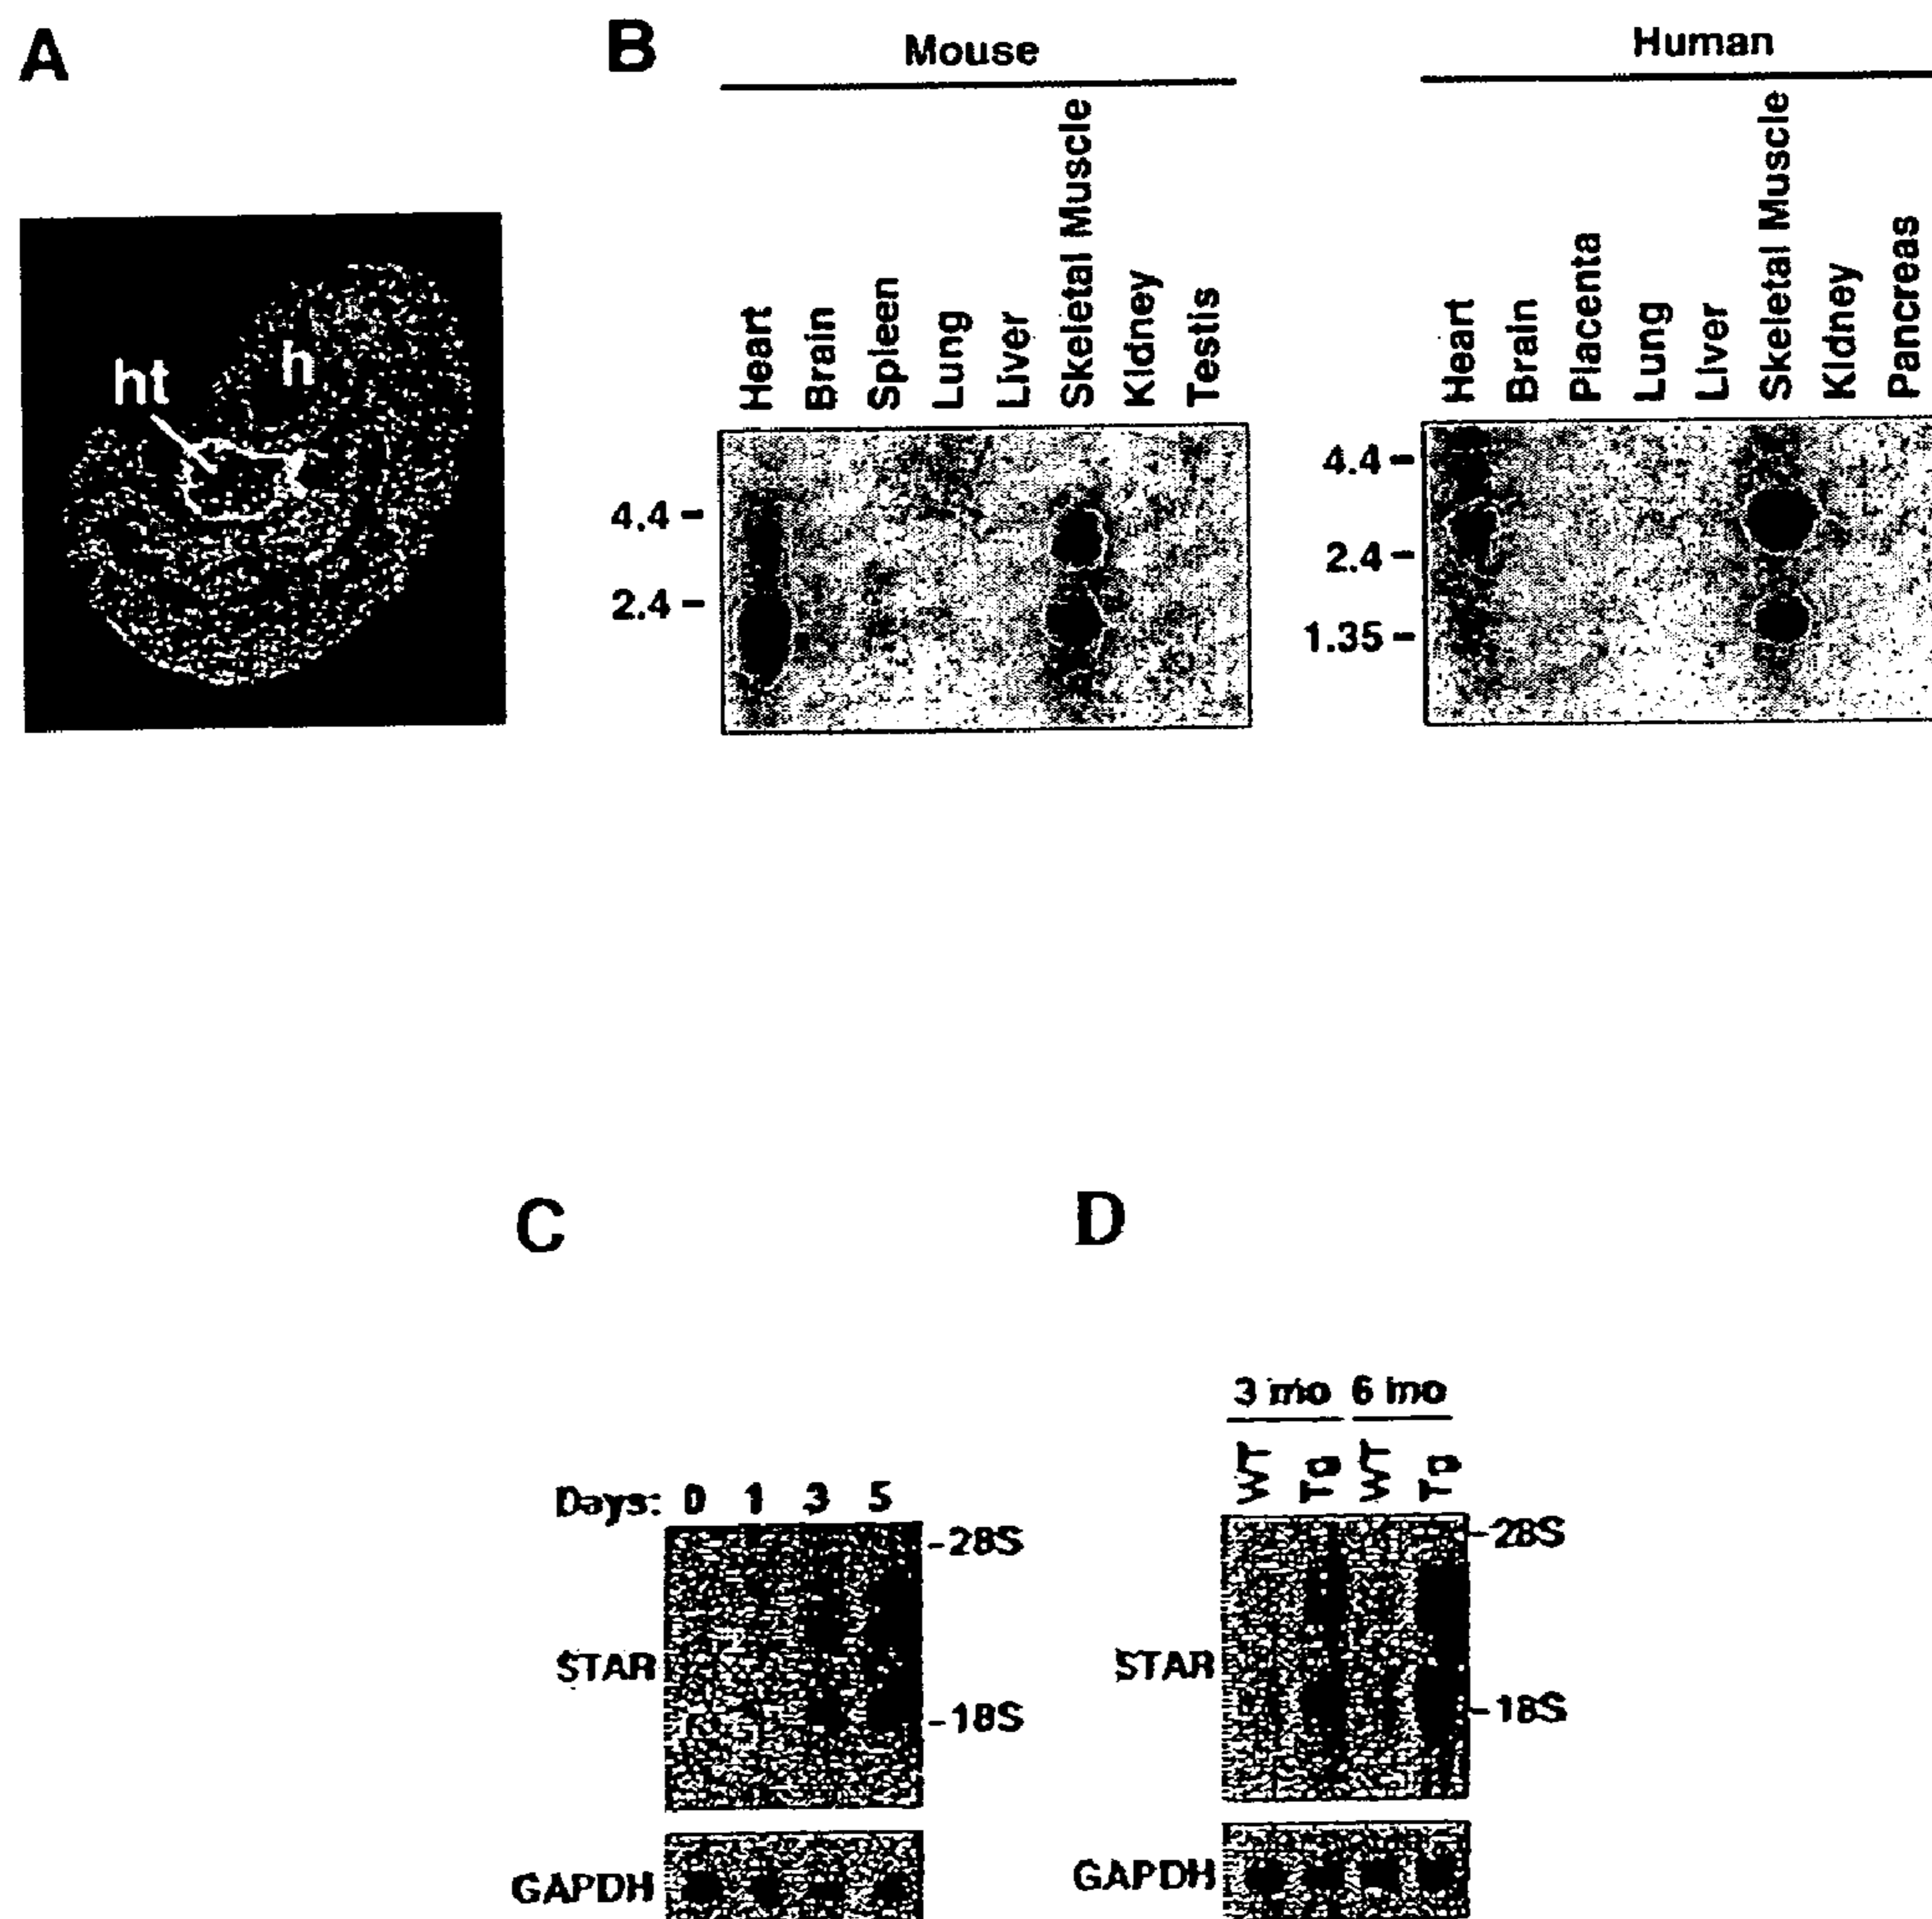 A
ht
h
B
Mouse
Heart
Brain
Spleen
Lung
Liver
Skeletal Muscle
Kidney
Testis
4.4
2.4
Human
Heart
Brain
Placenta
Lung
Liver
Skeletal Muscle
Kidney
Pancreas
4.4
2.4
1.35
C
Days: 0 1 3 5
-28S
STAR
-18S
GAPDH
D
3 mo 6 mo
WT
Tg
WT
Tg
-28S
STAR
-18S
GAPDH